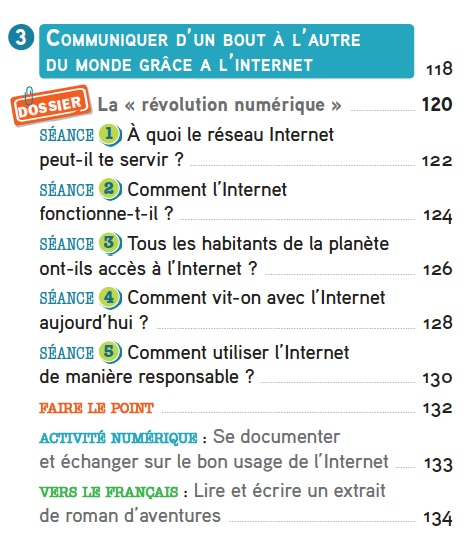 3 COMMUNIQUER D'UN BOUT À L'AUTRE
DU MONDE GRÂCE A L'INTERNET 118
DOSSIER La « révolution numérique » 120
SÉANCE 1 À quoi le réseau Internet
peut-il te servir ? 122
SÉANCE 2 Comment l'Internet
fonctionne-t-il ? 124
SÉANCE 3 Tous les habitants de la planète
ont-ils accès à l'Internet ? 126
SÉANCE 4 Comment vit-on avec l'Internet
aujourd'hui ? 128
SÉANCE 5 Comment utiliser l'Internet
de manière responsable ? 130
FAIRE LE POINT 132
ACTIVITÉ NUMÉRIQUE : Se documenter
et échanger sur le bon usage de l'Internet 133
VERS LE FRANÇAIS : Lire et écrire un extrait
de roman d'aventures 134